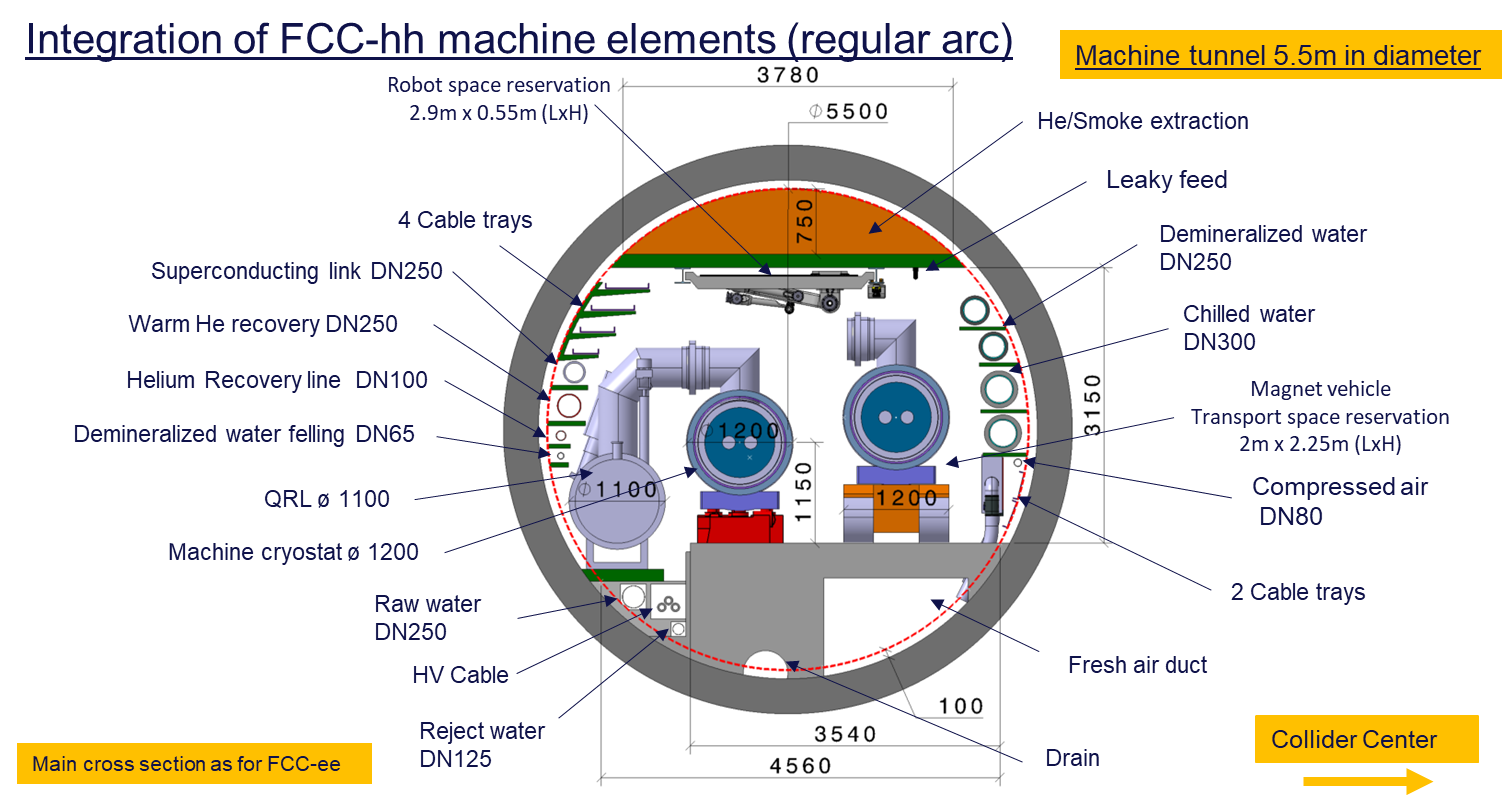 Integration of FCC-hh machine elements (regular arc)
Machine tunnel 5.5m in diameter
Robot space reservation
2.9m x 0.55m (LxH)
3780
∅5500
He/Smoke extraction
Leaky feed
750
4 Cable trays
Demineralized water
DN250
Superconducting link DN250
Warm He recovery DN250
Chilled water
DN300
Helium Recovery line DN100
Magnet vehicle
Transport space reservation
2m x 2.25m (LxH)
3150
Demineralized water felling DN65
∅1200
QRL ø 1100
∅1100
1150
1200
Compressed air
DN80
Machine cryostat ø 1200
2 Cable trays
Raw water
DN250
HV Cable
Fresh air duct
Reject water
DN125
100
3540
Drain
4560
Collider Center
Main cross section as for FCC-ee